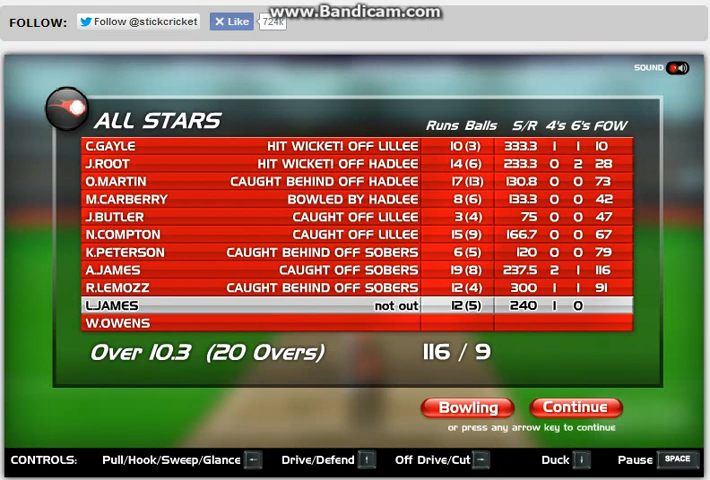 www.Bandicam.com
FOLLOW: Follow @stickcricket Like 724k
SOUND
ALL STARS Runs Balls S/R 4's 6's FOW
C.GAYLE HIT WICKET! OFF LILLEE 10 (3) 333.3 1 1 10
J.ROOT HIT WICKET! OFF HADLEE 14 (6) 233.3 0 2 28
O.MARTIN CAUGHT BEHIND OFF HADLEE 17 (13) 130.8 0 0 73
M.CARBERRY BOWLED BY HADLEE 8 (6) 133.3 0 0 42
J.BUTLER CAUGHT OFF LILLEE 3 (4) 75 0 0 47
N.COMPTON CAUGHT OFF LILLEE 15 (9) 166.7 0 0 67
K.PETERSON CAUGHT BEHIND OFF SOBERS 6 (5) 120 0 0 79
A.JAMES CAUGHT OFF SOBERS 19 (8) 237.5 2 1 116
R.LEMOZZ CAUGHT BEHIND OFF SOBERS 12 (4) 300 1 1 91
L.JAMES not out 12 (5) 240 1 0
W.OWENS
Over 10.3 (20 Overs) 116 / 9
Bowling Continue
or press any arrow key to continue
CONTROLS: Pull/Hook/Sweep/Glance ← Drive/Defend ↑ Off Drive/Cut → Duck ↓ Pause SPACE